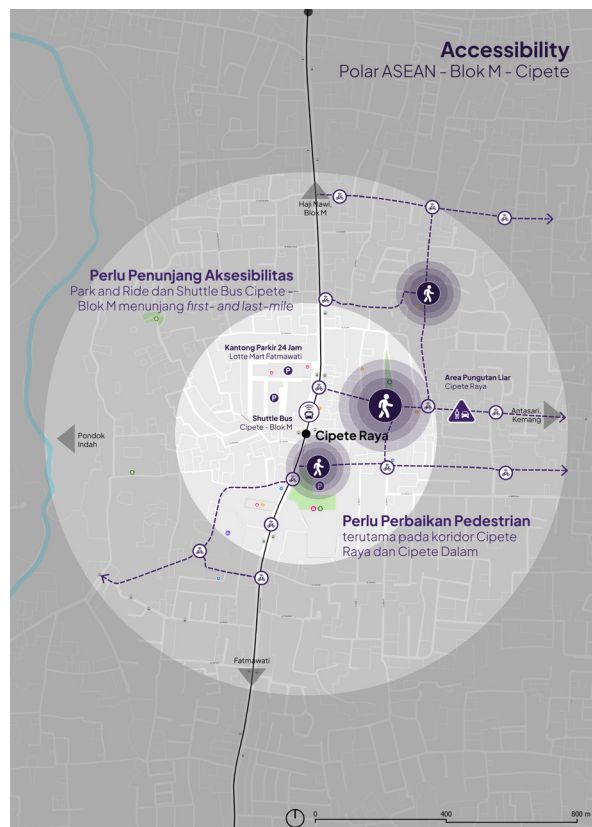 Accessibility
Polar ASEAN - Blok M - Cipete
Haji Nawi,
Blok M
Perlu Penunjang Aksesibilitas
Park and Ride dan Shuttle Bus Cipete -
Blok M menunjang first- and last-mile
Kantong Parkir 24 Jam
Lotte Mart Fatmawati
P
P
Area Pungutan Liar
Cipete Raya
Shuttle Bus
Cipete - Blok M
Antasari,
Kemang
Pondok
Indah
Cipete Raya
P
Perlu Perbaikan Pedestrian
terutama pada koridor Cipete
Raya dan Cipete Dalam
Fatmawati
0 400 800 m